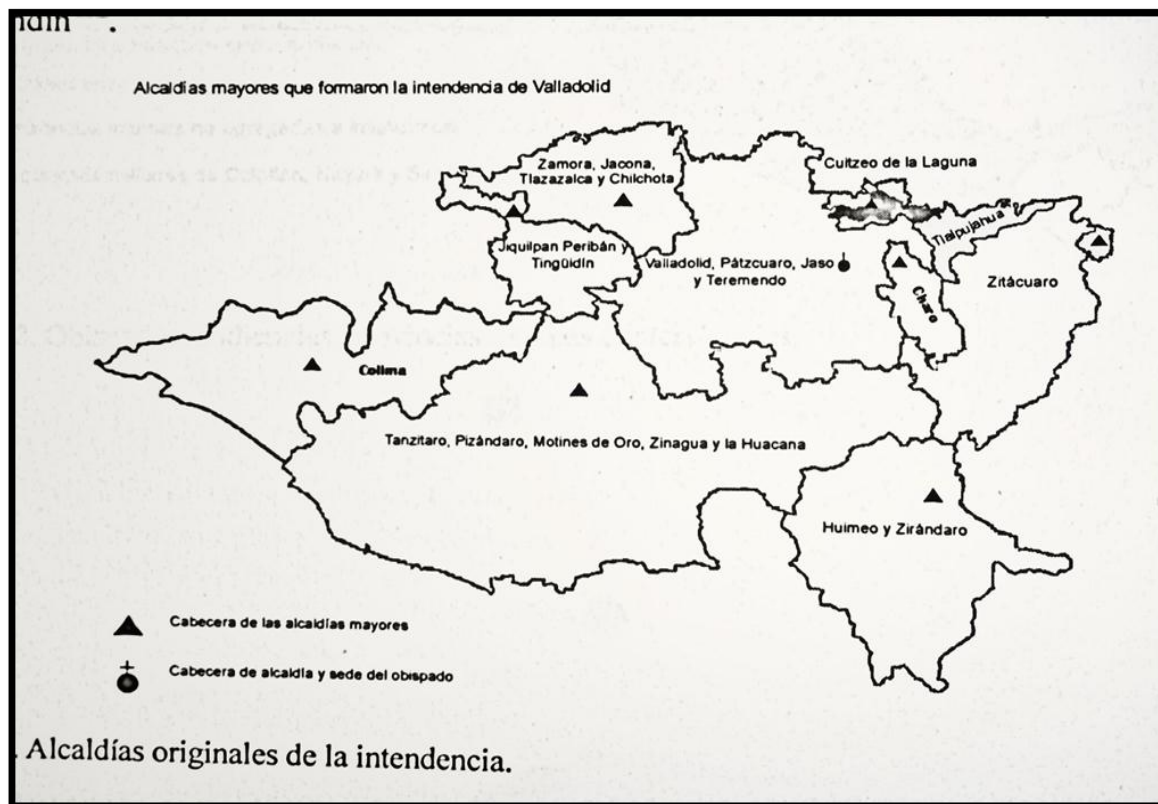 Alcaldías mayores que formaron la intendencia de Valladolid
Zamora, Jacona,
Tlazazalca y Chilchota
Cuitzeo de la Laguna
Tlalpujahua
Jiquilpan Peribán y
Tingüidín
Valladolid, Pátzcuaro, Jaso
y Teremendo
Charo
Zitácuaro
Colima
Tanzitaro, Pizándaro, Motines de Oro, Zinagua y la Huacana
Huimeo y Zirándaro
Cabecera de las alcaldías mayores
Cabecera de alcaldía y sede del obispado
. Alcaldías originales de la intendencia.